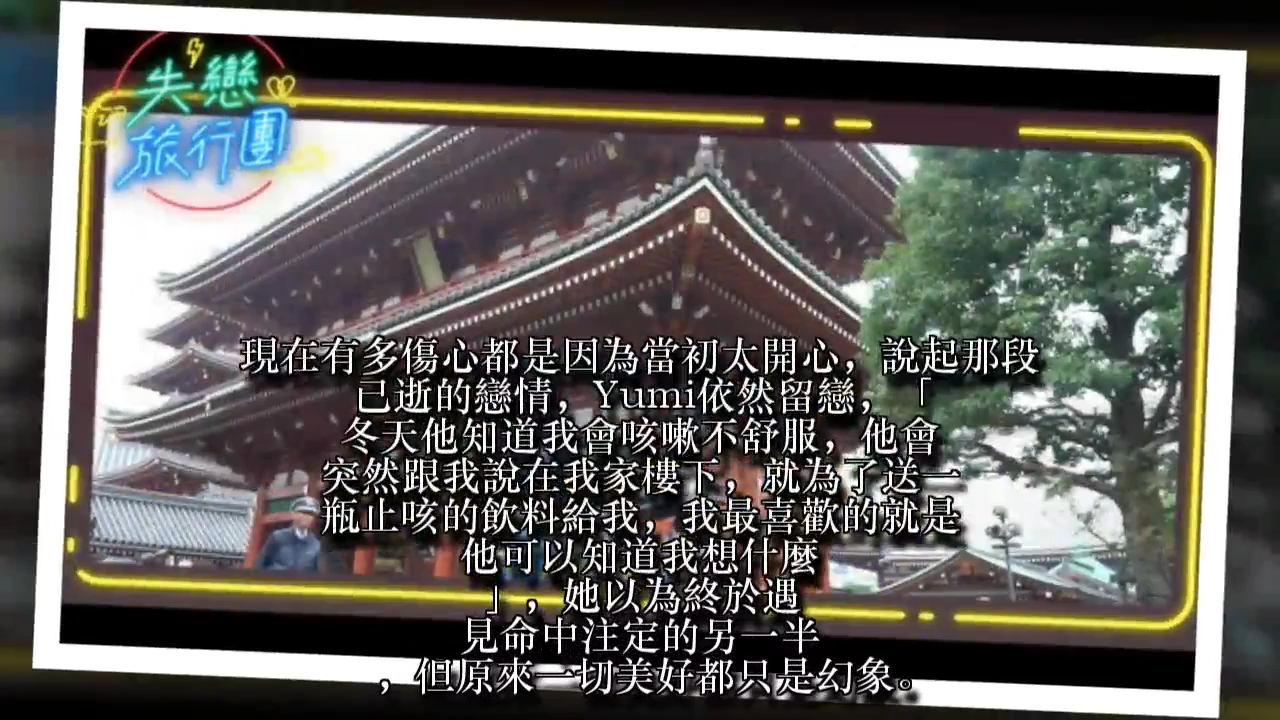 失戀
旅行團
現在有多傷心都是因為當初太開心，說起那段
已逝的戀情，Yumi依然留戀，「
冬天他知道我會咳嗽不舒服，他會
突然跟我說在我家樓下，就為了送一
瓶止咳的飲料給我，我最喜歡的就是
他可以知道我想什麼
」，她以為終於遇
見命中注定的另一半
，但原來一切美好都只是幻象。